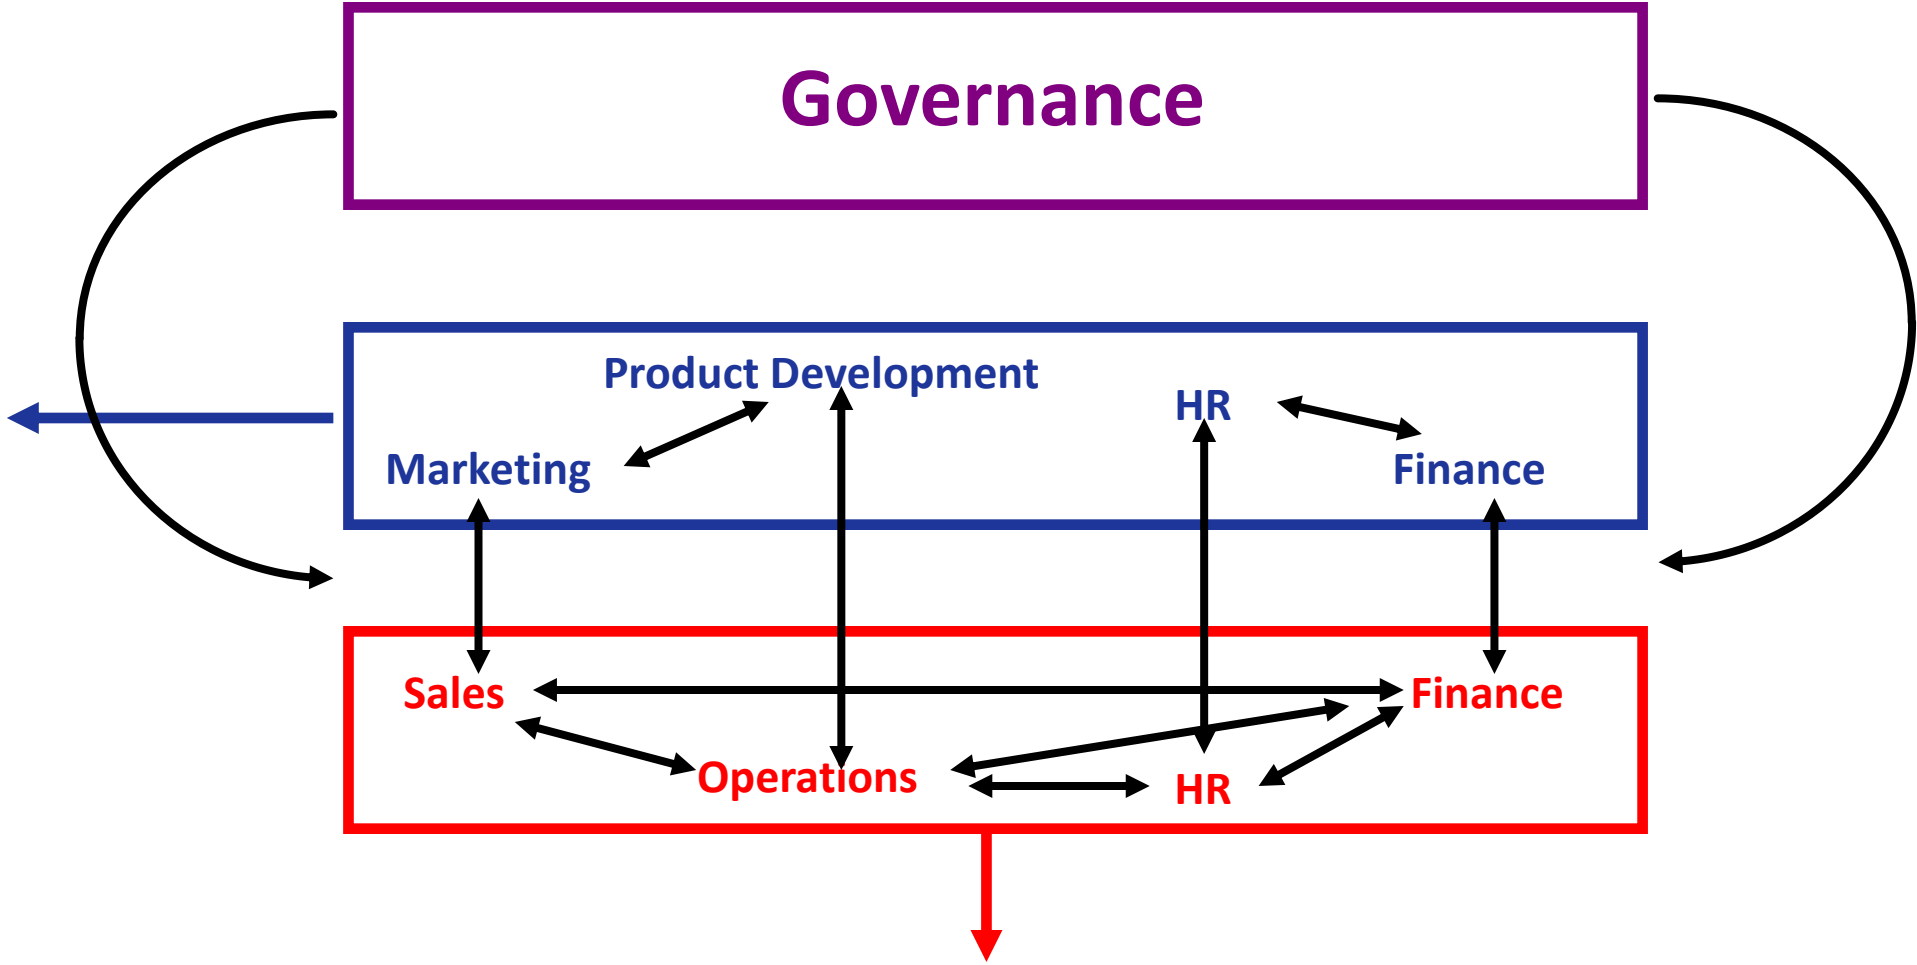 Governance
Product Development
HR
Marketing
Finance
Sales
Finance
Operations
HR